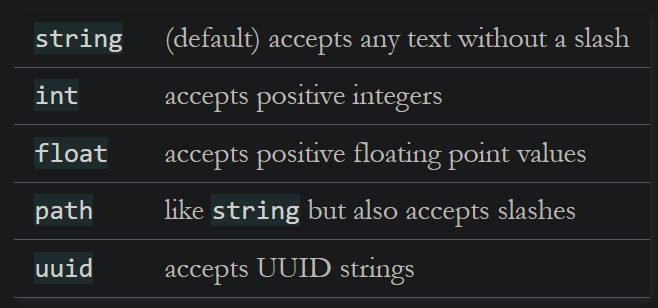 string (default) accepts any text without a slash
int accepts positive integers
float accepts positive floating point values
path like string but also accepts slashes
uuid accepts UUID strings